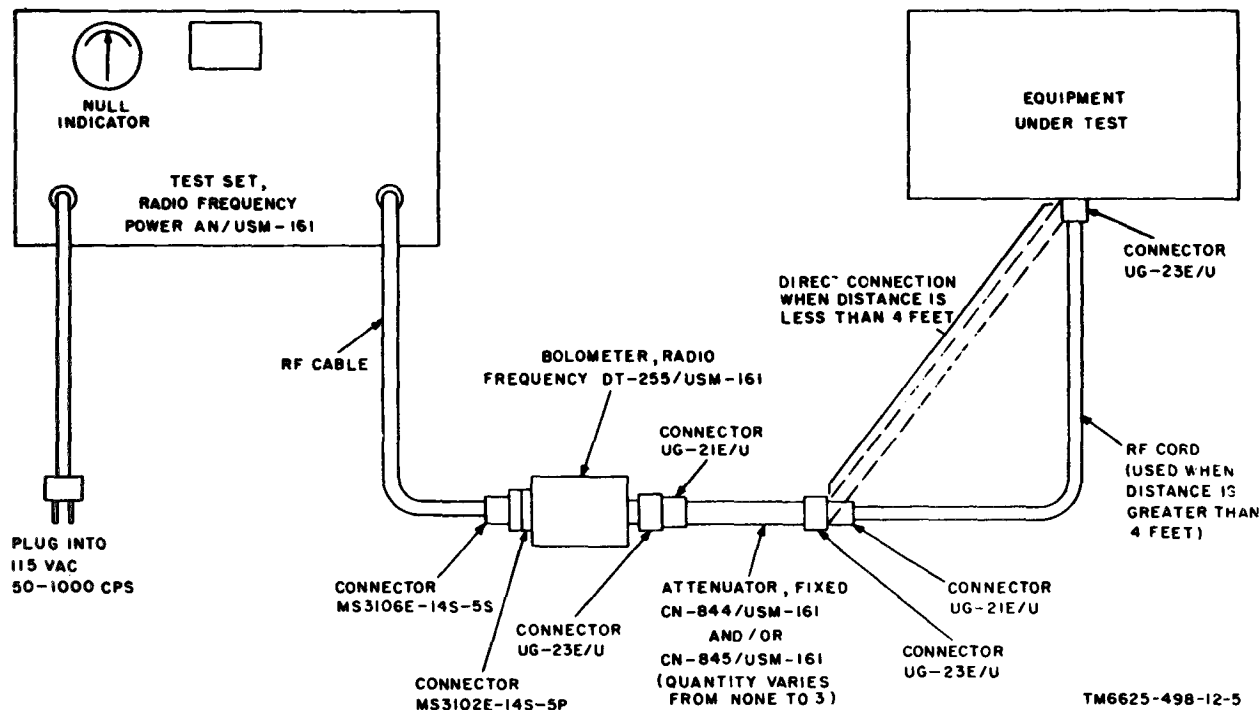 NULL
INDICATOR
TEST SET,
RADIO FREQUENCY
POWER AN/USM-161
EQUIPMENT
UNDER TEST
CONNECTOR
UG-23E/U
DIREC CONNECTION
WHEN DISTANCE IS
LESS THAN 4 FEET
RF CABLE
BOLOMETER, RADIO
FREQUENCY DT-255/USM-161
CONNECTOR
UG-21E/U
RF CORD
(USED WHEN
DISTANCE IS
GREATER THAN
4 FEET)
PLUG INTO
115 VAC
50-1000 CPS
CONNECTOR
MS3106E-14S-5S
CONNECTOR
MS3102E-14S-5P
CONNECTOR
UG-23E/U
ATTENUATOR, FIXED
CN-844/USM-161
AND/OR
CN-845/USM-161
(QUANTITY VARIES
FROM NONE TO 3)
CONNECTOR
UG-21E/U
CONNECTOR
UG-23E/U
TM6625-498-12-5